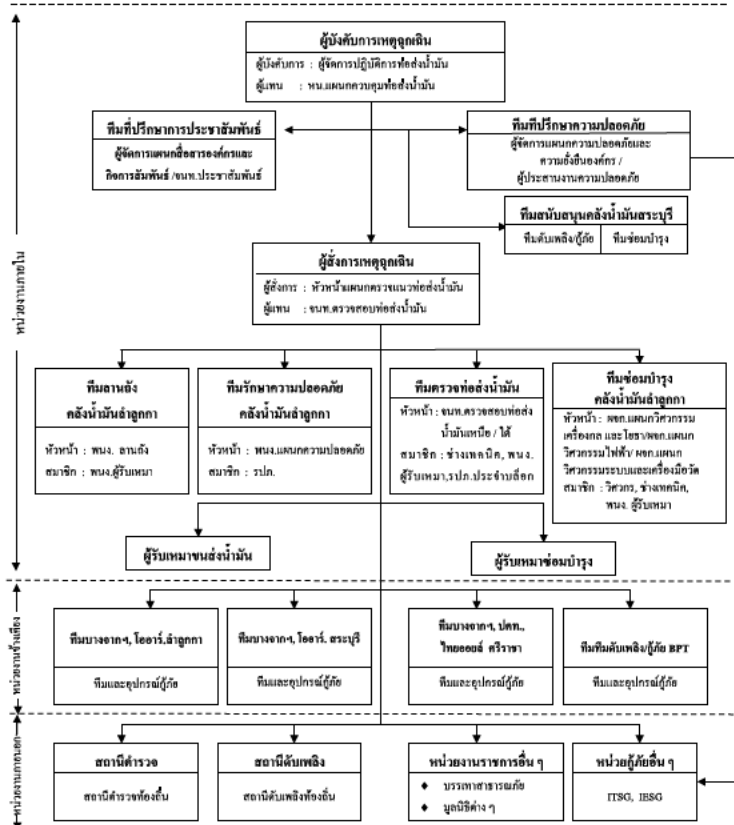 ผู้บังคับการเหตุฉุกเฉิน
ผู้บังคับการ : ผู้จัดการปฏิบัติการท่อส่งน้ำมัน
ผู้แทน : หน.แผนกควบคุมท่อส่งน้ำมัน
ทีมที่ปรึกษาการประชาสัมพันธ์
ผู้จัดการแผนกสื่อสารองค์กรและ
กิจการสัมพันธ์ /จนท.ประชาสัมพันธ์
ทีมที่ปรึกษาความปลอดภัย
ผู้จัดการแผนกความปลอดภัยและ
ความยั่งยืนองค์กร /
ผู้ประสานงานความปลอดภัย
ทีมสนับสนุนคลังน้ำมันสระบุรี
ทีมดับเพลิง/กู้ภัย
ทีมซ่อมบำรุง
หน่วยงานภายใน
ผู้สั่งการเหตุฉุกเฉิน
ผู้สั่งการ : หัวหน้าแผนกตรวจแนวท่อส่งน้ำมัน
ผู้แทน : จนท.ตรวจสอบท่อส่งน้ำมัน
ทีมลานถัง
คลังน้ำมันลำลูกกา
หัวหน้า : พนง. ลานถัง
สมาชิก : พนง.ผู้รับเหมา
ทีมรักษาความปลอดภัย
คลังน้ำมันลำลูกกา
หัวหน้า : พนง.แผนกความปลอดภัย
สมาชิก : รปภ.
ทีมตรวจท่อส่งน้ำมัน
หัวหน้า : จนท.ตรวจสอบท่อส่ง
น้ำมันเหนือ / ใต้
สมาชิก : ช่างเทคนิค, พนง.
ผู้รับเหมา,รปภ.ประจำบล็อก
ทีมซ่อมบำรุง
คลังน้ำมันลำลูกกา
หัวหน้า : ผจก.แผนกวิศวกรรม
เครื่องกล และโยธา/ผจก.แผนก
วิศวกรรมไฟฟ้า/ ผจก.แผนก
วิศวกรรมระบบและเครื่องมือวัด
สมาชิก : วิศวกร, ช่างเทคนิค,
พนง. ผู้รับเหมา
ผู้รับเหมาขนส่งน้ำมัน
ผู้รับเหมาซ่อมบำรุง
หน่วยงานข้างเคียง
ทีมบางจากฯ, โออาร์,ลำลูกกา
ทีมและอุปกรณ์กู้ภัย
ทีมบางจากฯ, โออาร์. สระบุรี
ทีมและอุปกรณ์กู้ภัย
ทีมบางจากฯ, ปตท.,
ไทยออยล์ ศรีราชา
ทีมและอุปกรณ์กู้ภัย
ทีมทีมดับเพลิง/กู้ภัย BPT
ทีมและอุปกรณ์กู้ภัย
หน่วยงานภายนอก
สถานีตำรวจ
สถานีตำรวจท้องถิ่น
สถานีดับเพลิง
สถานีดับเพลิงท้องถิ่น
หน่วยงานราชการอื่น ๆ
♦ บรรเทาสาธารณภัย
♦ มูลนิธิต่าง ๆ
หน่วยกู้ภัยอื่น ๆ
ITSG, IESG